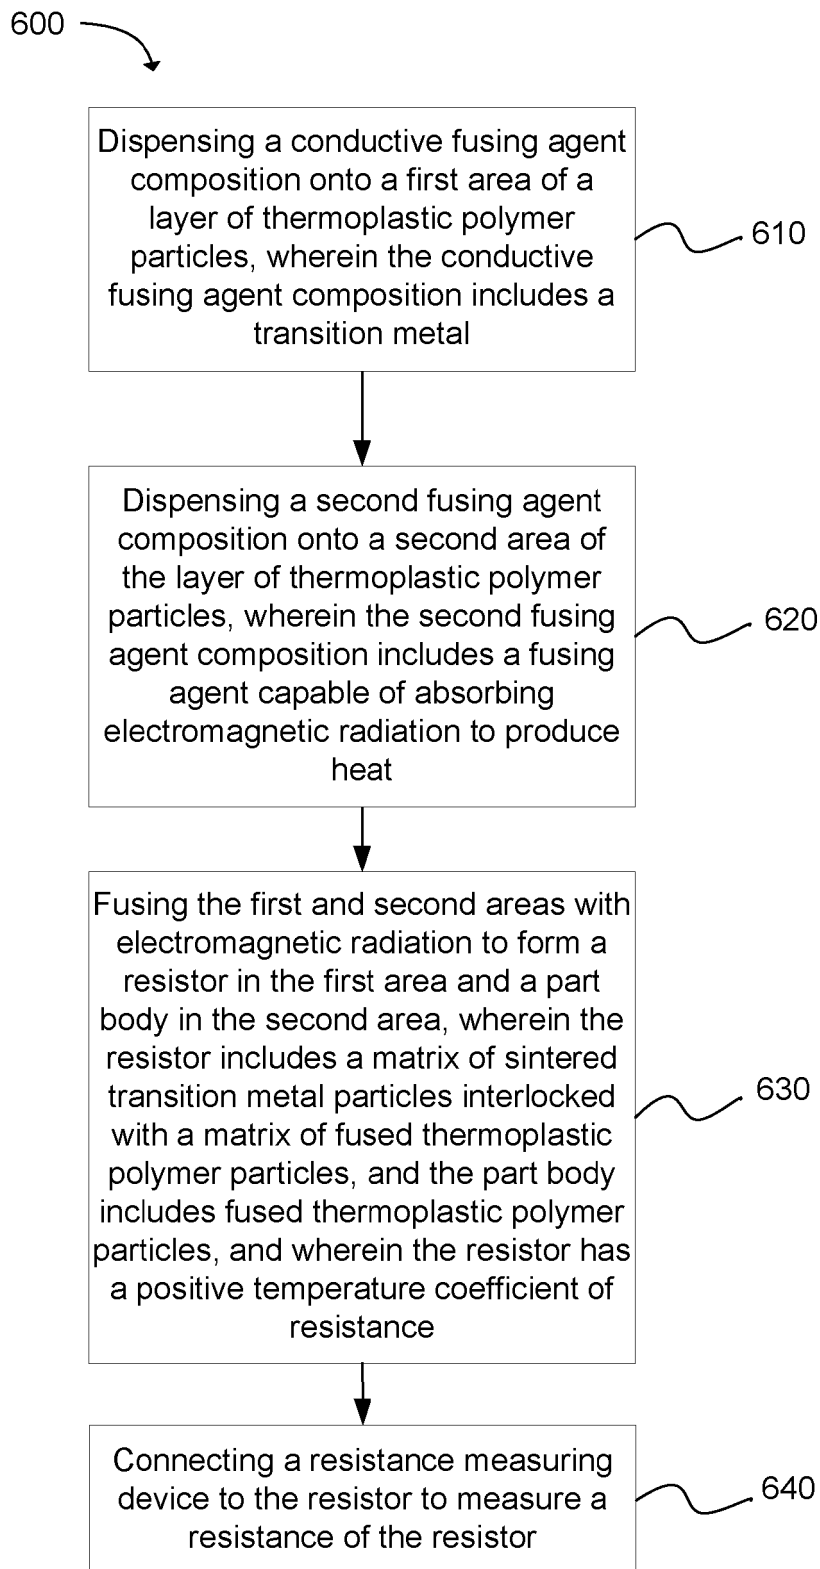 600
Dispensing a conductive fusing agent
composition onto a first area of a
layer of thermoplastic polymer
particles, wherein the conductive
fusing agent composition includes a
transition metal
610
Dispensing a second fusing agent
composition onto a second area of
the layer of thermoplastic polymer
particles, wherein the second fusing
agent composition includes a fusing
agent capable of absorbing
electromagnetic radiation to produce
heat
620
Fusing the first and second areas with
electromagnetic radiation to form a
resistor in the first area and a part
body in the second area, wherein the
resistor includes a matrix of sintered
transition metal particles interlocked
with a matrix of fused thermoplastic
polymer particles, and the part body
includes fused thermoplastic polymer
particles, and wherein the resistor has
a positive temperature coefficient of
resistance
630
Connecting a resistance measuring
device to the resistor to measure a
resistance of the resistor
640